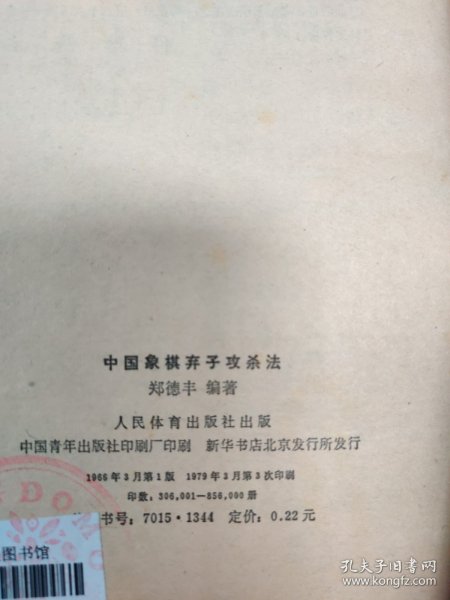 中国象棋弃子攻杀法
郑德丰 编著
人民体育出版社出版
中国青年出版社印刷厂印刷 新华书店北京发行所发行
1966年3月第1版 1979年2月第3次印刷
印数：306,001—856,000册
书号：7015·1344 定价：0.22元
DOMO
图书馆
孔夫子旧书网
www.kongfz.com